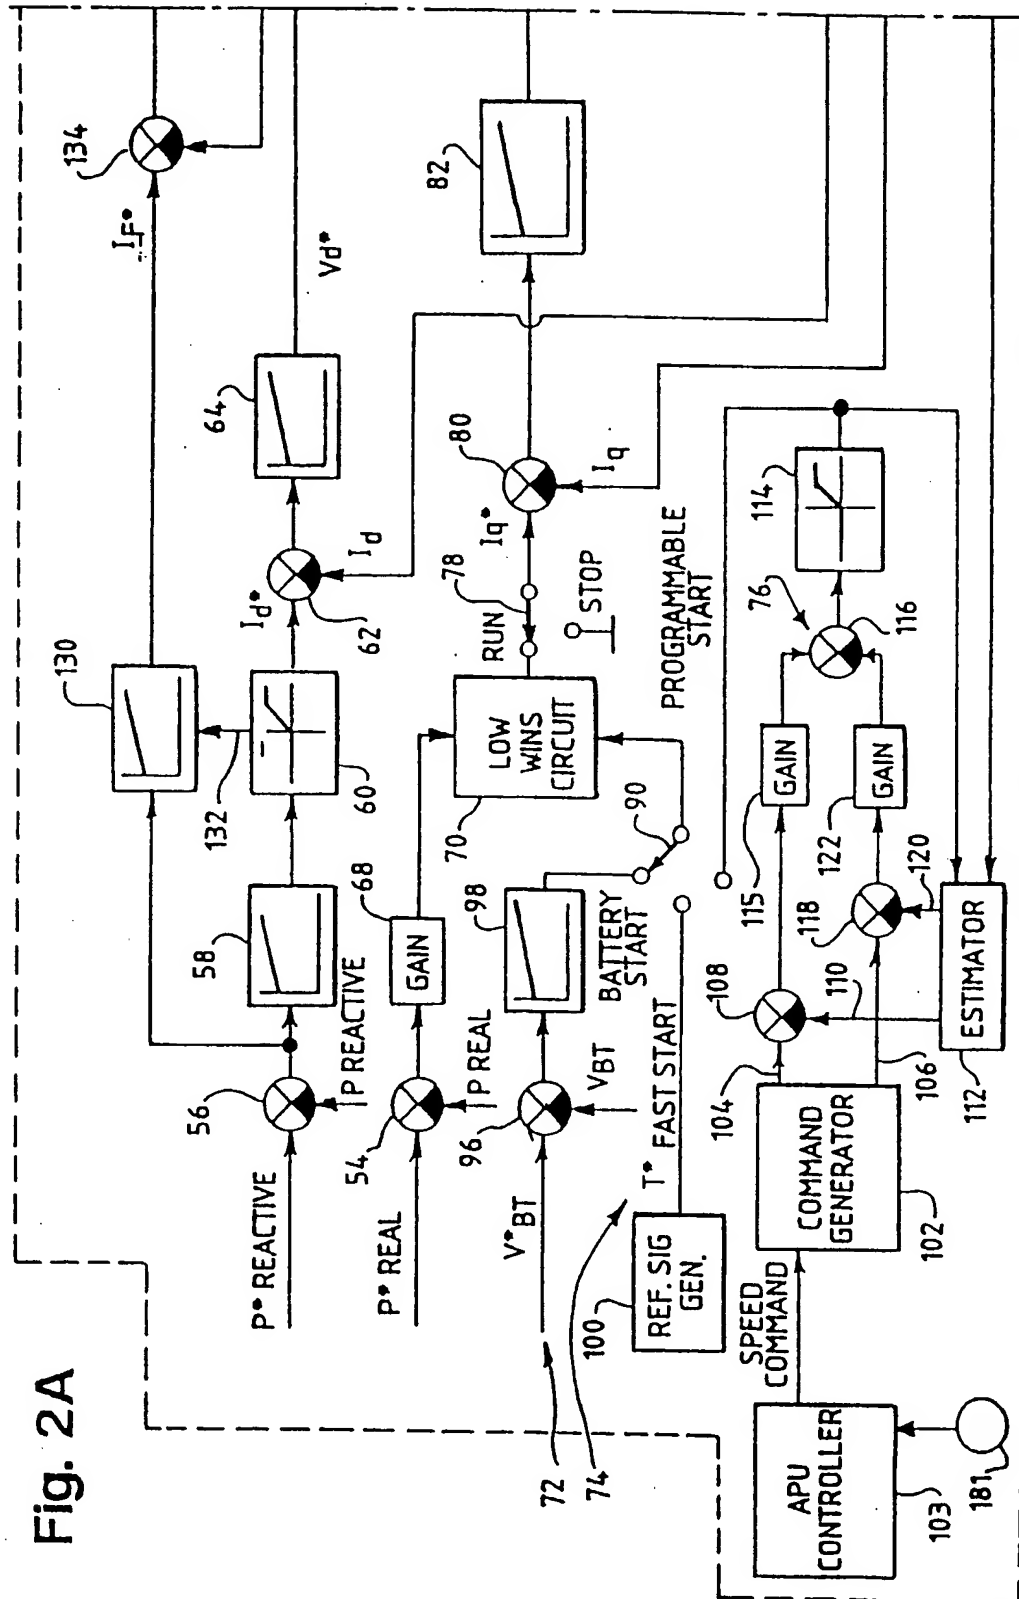 Fig. 2A
134
IF*
Vd*
64
82
130
132
Id*
Id
62
60
58
56
P REACTIVE
P* REACTIVE
68
GAIN
54
P REAL
P* REAL
70
LOW
WINS
CIRCUIT
RUN
78
STOP
Iq*
Iq
80
98
96
VBT
V*BT
72
74
BATTERY
START
90
T* FAST START
100
REF. SIG
GEN.
PROGRAMMABLE
START
76
114
116
115
GAIN
122
GAIN
118
120
108
110
104
106
112
ESTIMATOR
COMMAND
GENERATOR
102
SPEED
COMMAND
APU
CONTROLLER
103
181